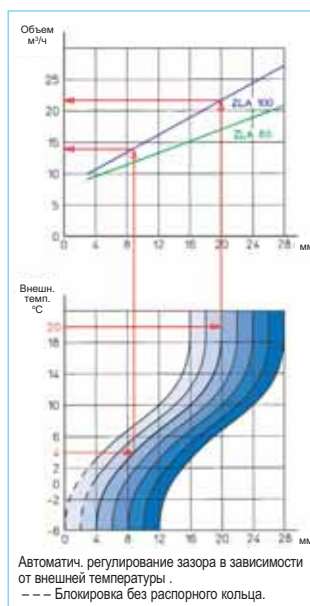 Объем
м³/ч
25
20
15
10
5
0
ZLA 100
ZLA 80
0 4 8 12 16 20 24 28 мм
Внешн.
темп.
°C
20
18
14
10
6
4
2
0
-2
-6
0 4 8 12 16 20 24 28 мм
Автоматич. регулирование зазора в зависимости
от внешней температуры .
– – – Блокировка без распорного кольца.